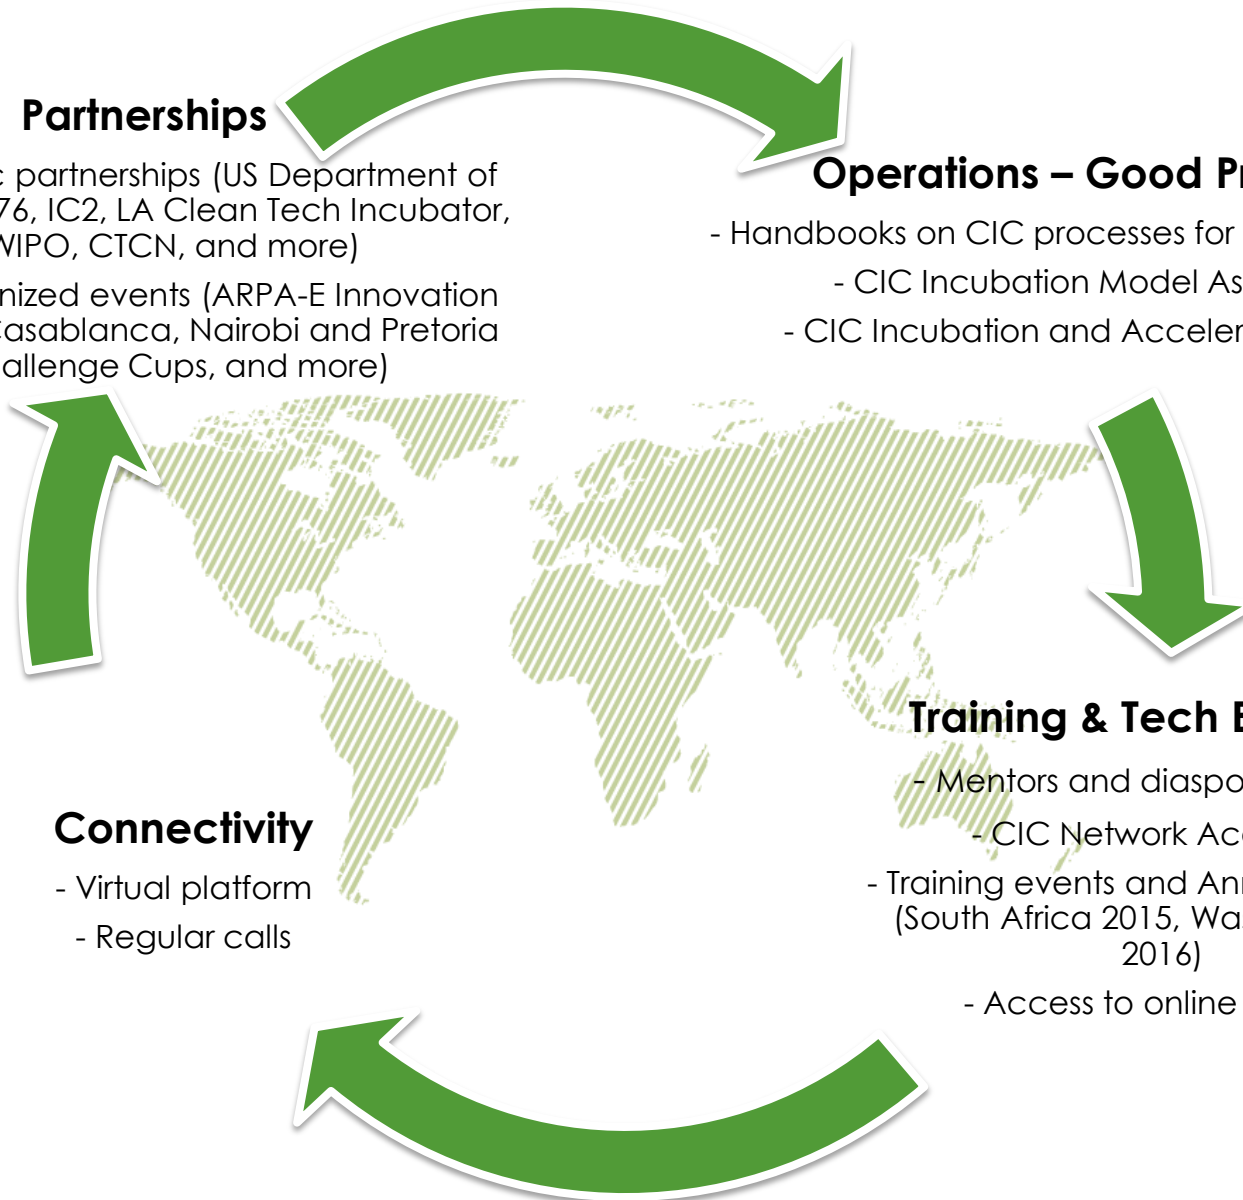 Partnerships
partnerships (US Department of
76, IC2, LA Clean Tech Incubator,
WIPO, CTCN, and more)
nized events (ARPA-E Innovation
Casablanca, Nairobi and Pretoria
allenge Cups, and more)
Operations – Good Pr
- Handbooks on CIC processes for
- CIC Incubation Model As
- CIC Incubation and Acceler
Training & Tech E
- Mentors and diaspo
- CIC Network Acc
- Training events and Ann
(South Africa 2015, Was
2016)
- Access to online
Connectivity
- Virtual platform
- Regular calls